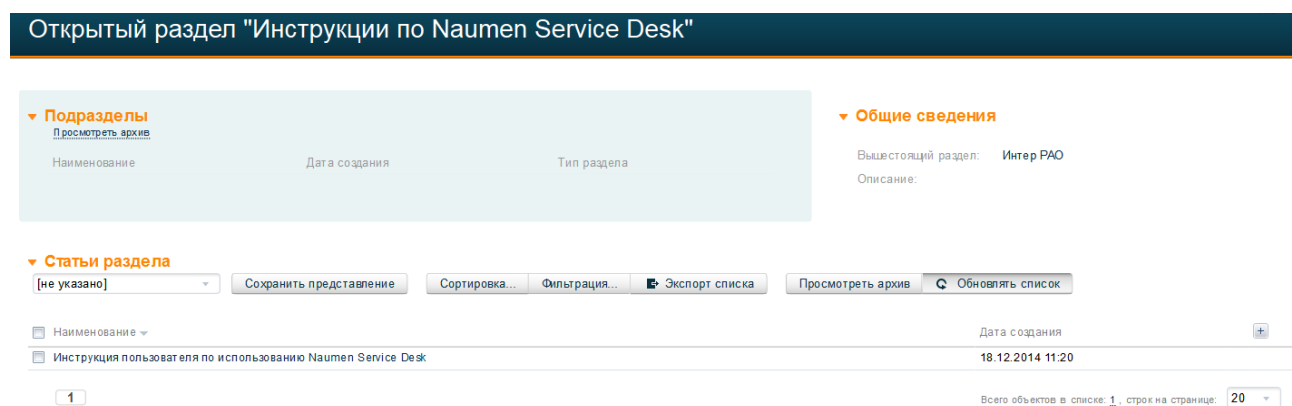 Открытый раздел "Инструкции по Naumen Service Desk"
Подразделы
Просмотреть архив
Наименование Дата создания Тип раздела
Общие сведения
Вышестоящий раздел: Интер РАО
Описание:
Статьи раздела
[не указано] Сохранить представление Сортировка... Фильтрация... Экспорт списка Просмотреть архив Обновлять список
Наименование Дата создания
Инструкция пользователя по использованию Naumen Service Desk 18.12.2014 11:20
1 Всего объектов в списке: 1 , строк на странице: 20